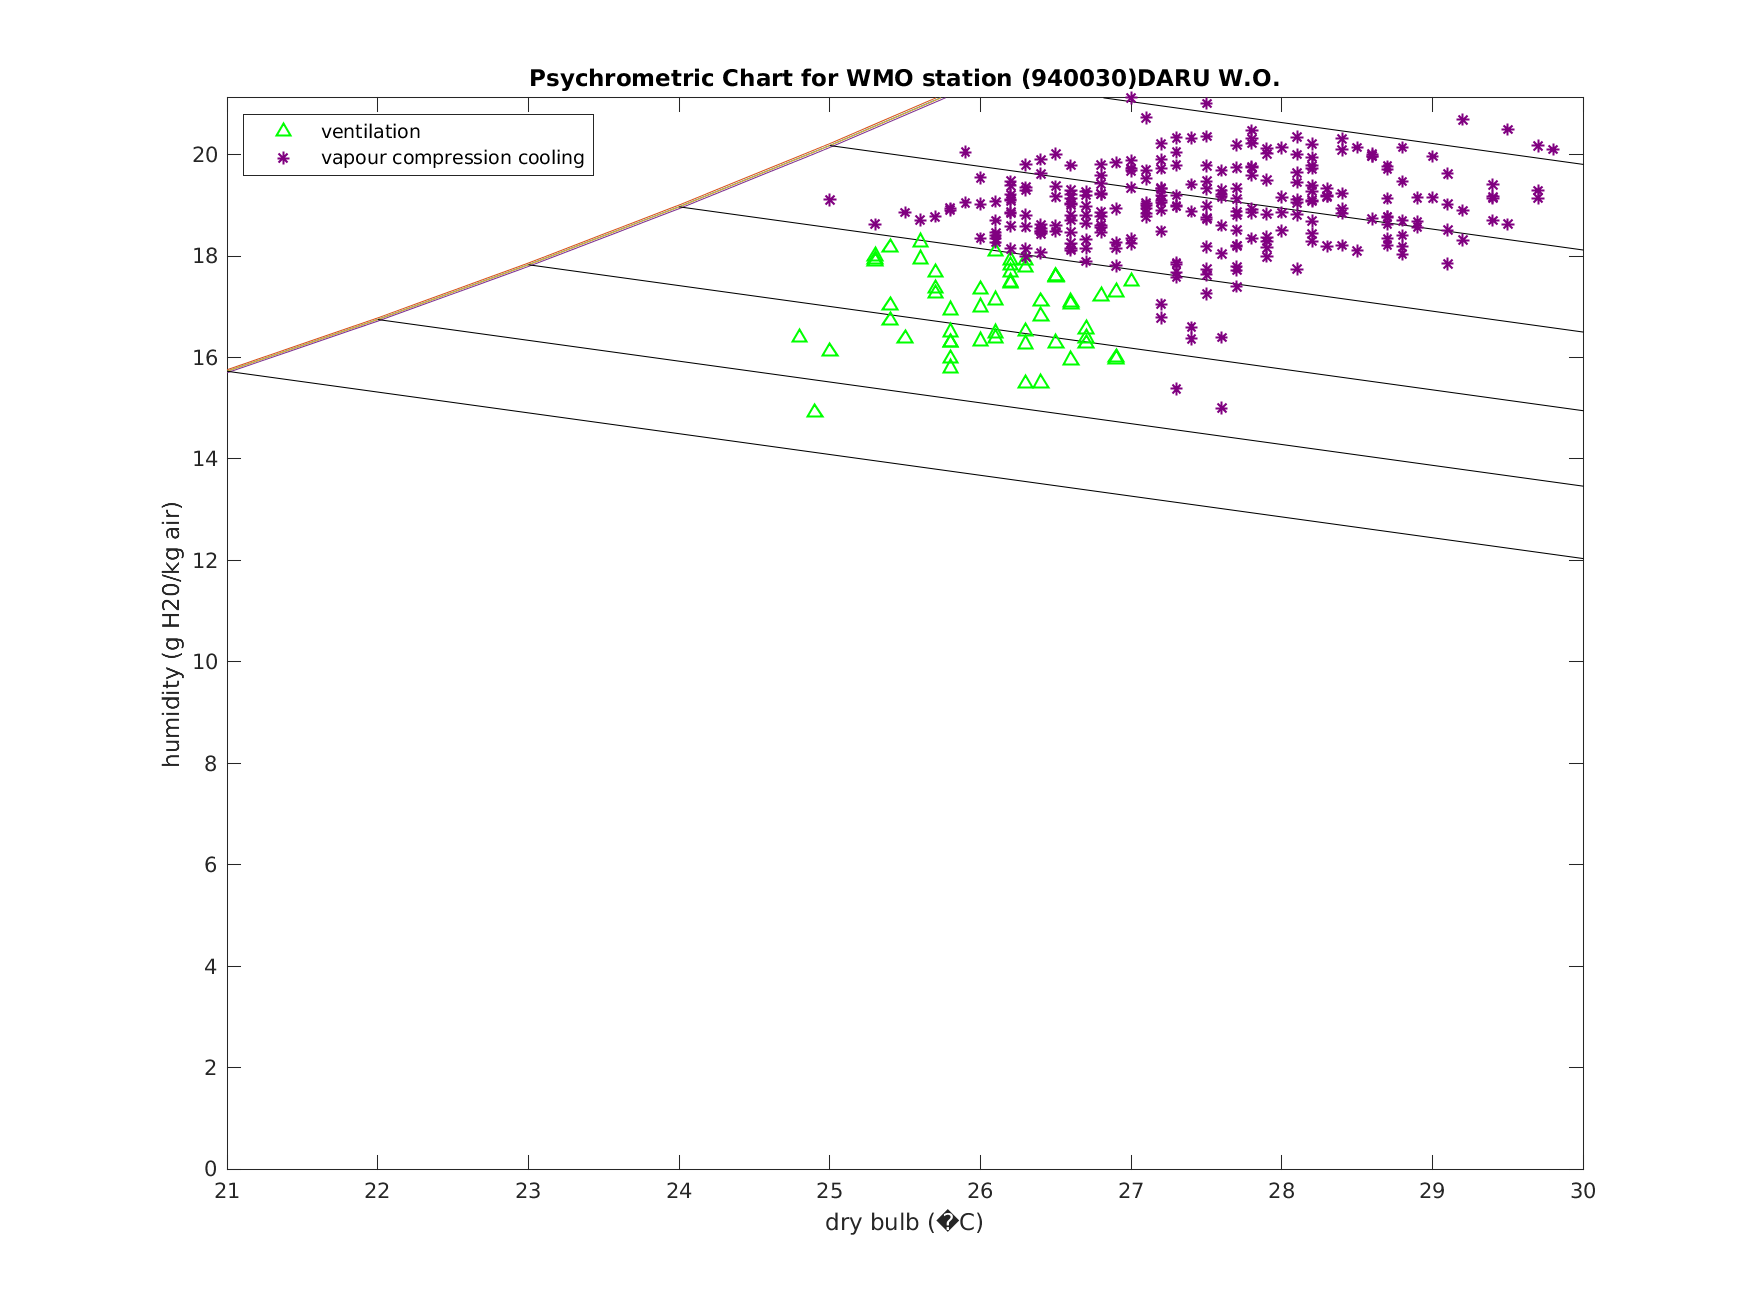 Psychrometric Chart for WMO station (940030)DARU W.O.
ventilation
vapour compression cooling
humidity (g H20/kg air)
20
18
16
14
12
10
8
6
4
2
0
21 22 23 24 25 26 27 28 29 30
dry bulb (�C)